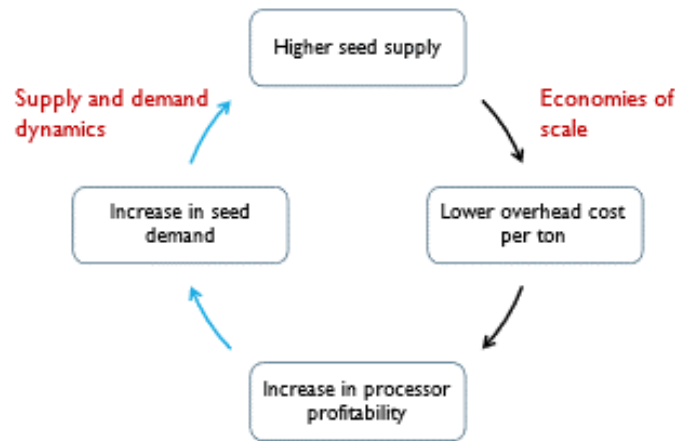 Higher seed supply
Supply and demand
dynamics
Economies of
scale
Increase in seed
demand
Lower overhead cost
per ton
Increase in processor
profitability